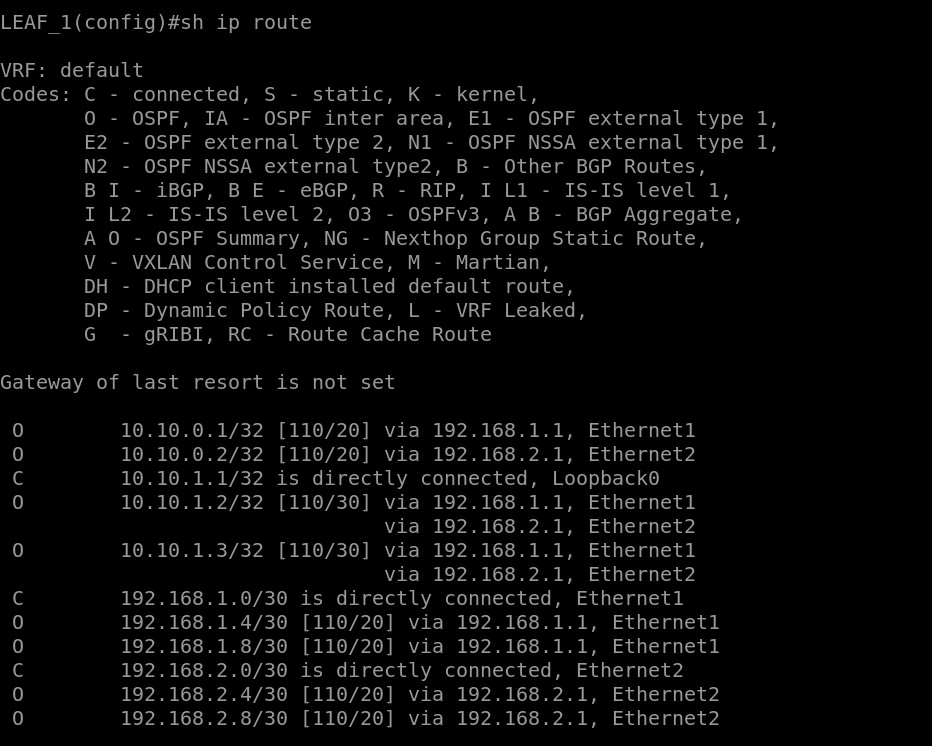 LEAF_1(config)#sh ip route

VRF: default
Codes: C - connected, S - static, K - kernel,
       O - OSPF, IA - OSPF inter area, E1 - OSPF external type 1,
       E2 - OSPF external type 2, N1 - OSPF NSSA external type 1,
       N2 - OSPF NSSA external type2, B - Other BGP Routes,
       B I - iBGP, B E - eBGP, R - RIP, I L1 - IS-IS level 1,
       I L2 - IS-IS level 2, O3 - OSPFv3, A B - BGP Aggregate,
       A O - OSPF Summary, NG - Nexthop Group Static Route,
       V - VXLAN Control Service, M - Martian,
       DH - DHCP client installed default route,
       DP - Dynamic Policy Route, L - VRF Leaked,
       G  - gRIBI, RC - Route Cache Route

Gateway of last resort is not set

 O        10.10.0.1/32 [110/20] via 192.168.1.1, Ethernet1
 O        10.10.0.2/32 [110/20] via 192.168.2.1, Ethernet2
 C        10.10.1.1/32 is directly connected, Loopback0
 O        10.10.1.2/32 [110/30] via 192.168.1.1, Ethernet1
                                via 192.168.2.1, Ethernet2
 O        10.10.1.3/32 [110/30] via 192.168.1.1, Ethernet1
                                via 192.168.2.1, Ethernet2
 C        192.168.1.0/30 is directly connected, Ethernet1
 O        192.168.1.4/30 [110/20] via 192.168.1.1, Ethernet1
 O        192.168.1.8/30 [110/20] via 192.168.1.1, Ethernet1
 C        192.168.2.0/30 is directly connected, Ethernet2
 O        192.168.2.4/30 [110/20] via 192.168.2.1, Ethernet2
 O        192.168.2.8/30 [110/20] via 192.168.2.1, Ethernet2